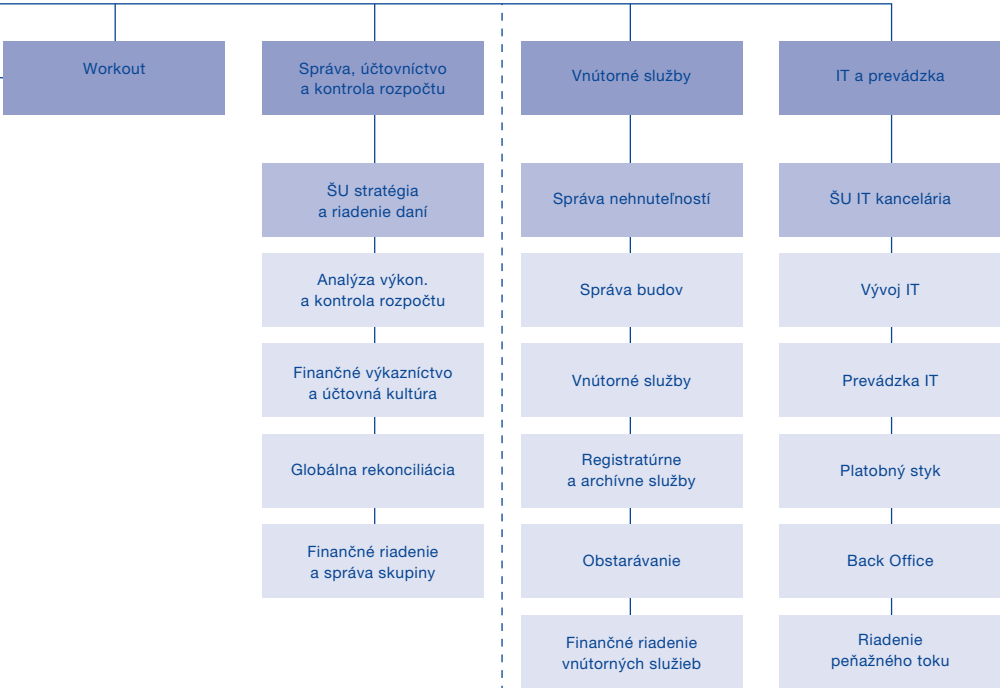 Workout
Správa, účtovníctvo
a kontrola rozpočtu
Vnútorné služby
IT a prevádzka
ŠU stratégia
a riadenie daní
Správa nehnuteľností
ŠU IT kancelária
Analýza výkon.
a kontrola rozpočtu
Správa budov
Vývoj IT
Finančné výkazníctvo
a účtovná kultúra
Vnútorné služby
Prevádzka IT
Globálna rekonciliácia
Registratúrne
a archívne služby
Platobný styk
Finančné riadenie
a správa skupiny
Obstarávanie
Back Office
Finančné riadenie
vnútorných služieb
Riadenie
peňažného toku